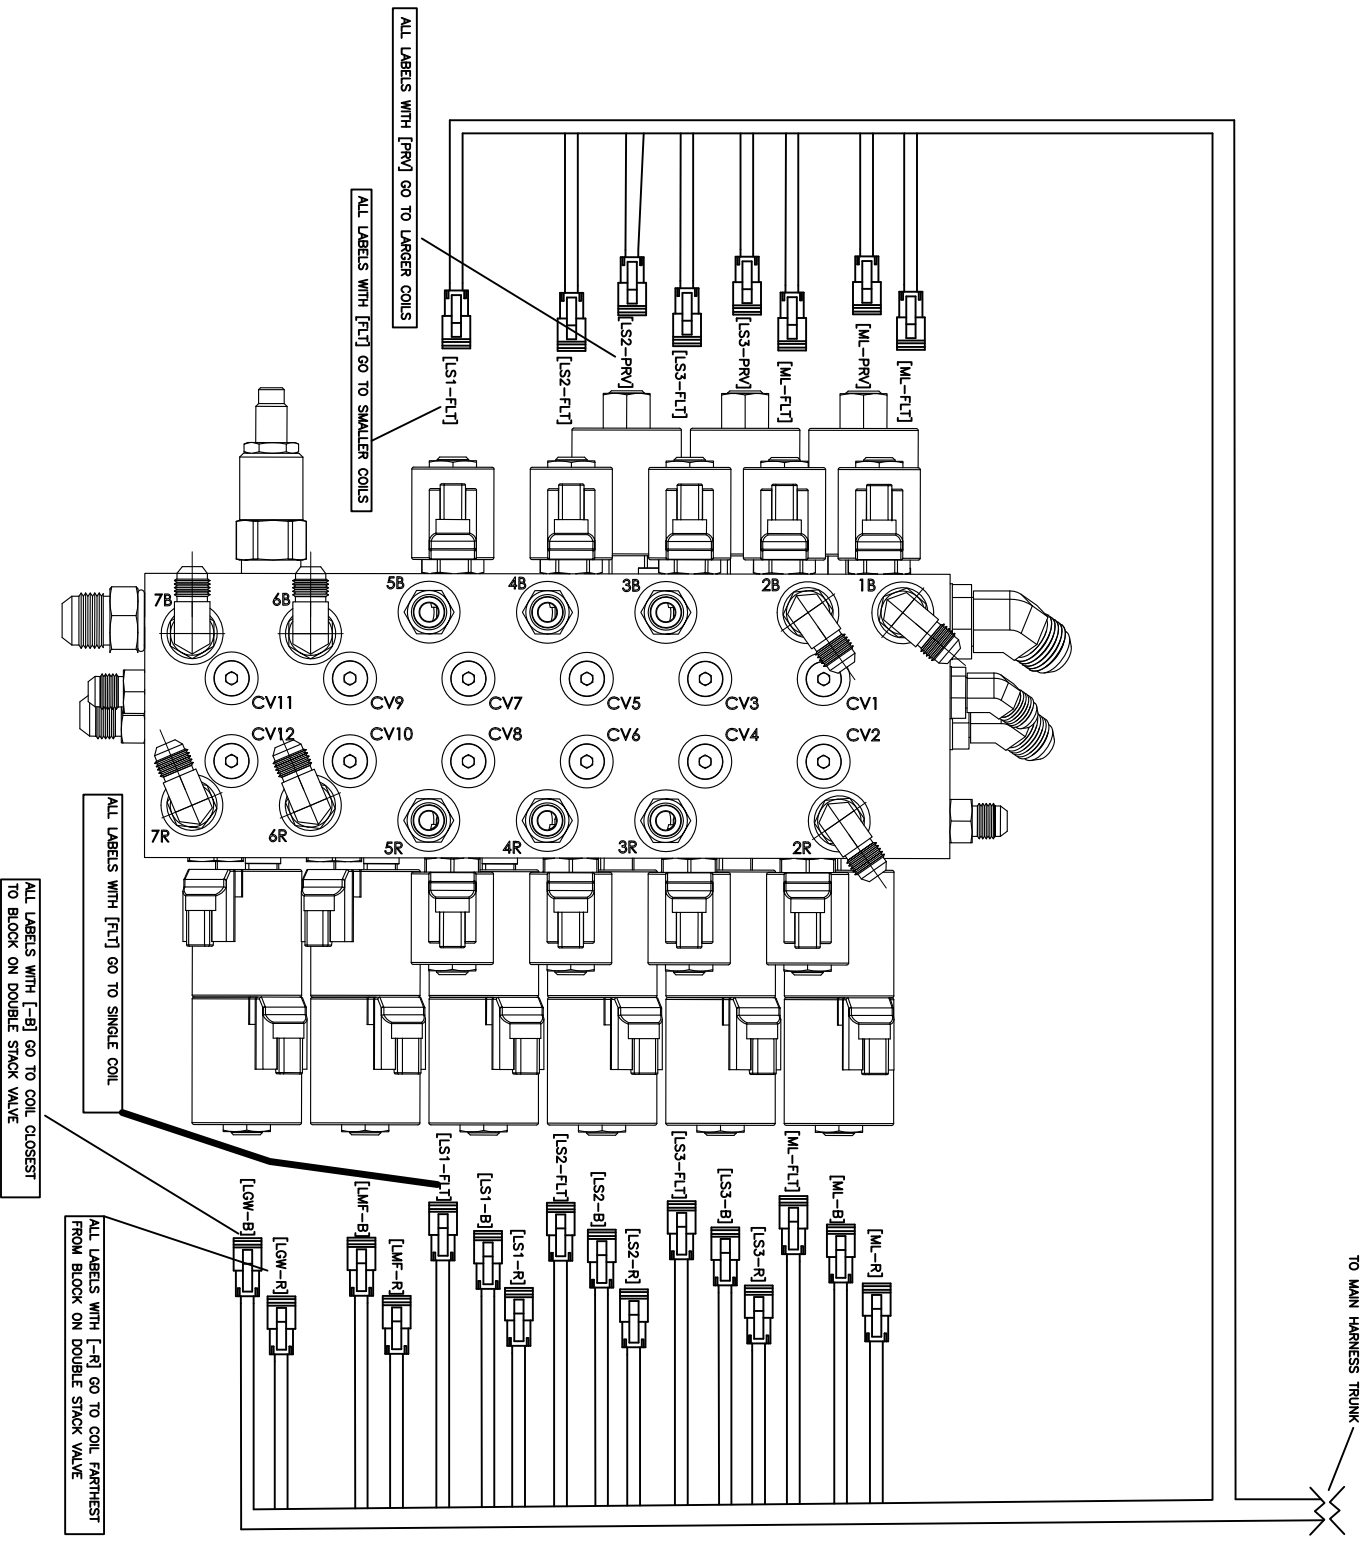 ALL LABELS WITH [PRV] GO TO LARGER COILS
ALL LABELS WITH [FLT] GO TO SMALLER COILS
[LS1-FLT]
[LS2-FLT]
[LS2-PRV]
[LS3-FLT]
[LS3-PRV]
[ML-FLT]
[ML-PRV]
[ML-FLT]
7B
6B
5B
4B
3B
2B
1B
CV11
CV9
CV7
CV5
CV3
CV1
CV12
CV10
CV8
CV6
CV4
CV2
7R
6R
5R
4R
3R
2R
ALL LABELS WITH [FLT] GO TO SINGLE COIL
ALL LABELS WITH [-B] GO TO COIL CLOSEST
TO BLOCK ON DOUBLE STACK VALVE
ALL LABELS WITH [-R] GO TO COIL FARTHEST
FROM BLOCK ON DOUBLE STACK VALVE
[LGW-B]
[LGW-R]
[LMF-B]
[LMF-R]
[LS1-FLT]
[LS1-B]
[LS1-R]
[LS2-FLT]
[LS2-B]
[LS2-R]
[LS3-FLT]
[LS3-B]
[LS3-R]
[ML-FLT]
[ML-B]
[ML-R]
TO MAIN HARNESS TRUNK